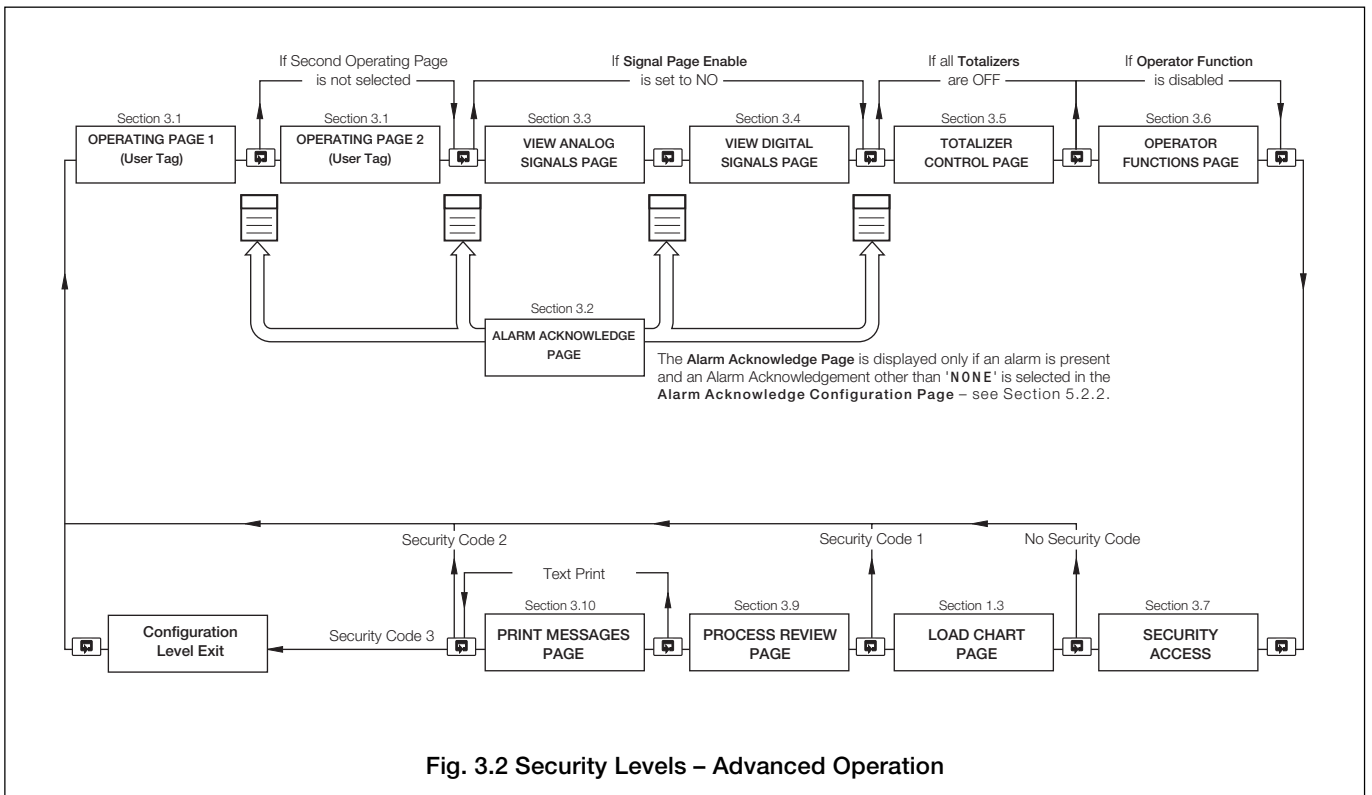 If Second Operating Page
is not selected
If Signal Page Enable
is set to NO
If all Totalizers
are OFF
If Operator Function
is disabled
Section 3.1
OPERATING PAGE 1
(User Tag)
Section 3.1
OPERATING PAGE 2
(User Tag)
Section 3.3
VIEW ANALOG
SIGNALS PAGE
Section 3.4
VIEW DIGITAL
SIGNALS PAGE
Section 3.5
TOTALIZER
CONTROL PAGE
Section 3.6
OPERATOR
FUNCTIONS PAGE
Section 3.2
ALARM ACKNOWLEDGE
PAGE
The Alarm Acknowledge Page is displayed only if an alarm is present
and an Alarm Acknowledgement other than 'NONE' is selected in the
Alarm Acknowledge Configuration Page – see Section 5.2.2.
Security Code 2
Security Code 1
No Security Code
Text Print
Configuration
Level Exit
Security Code 3
Section 3.10
PRINT MESSAGES
PAGE
Section 3.9
PROCESS REVIEW
PAGE
Section 1.3
LOAD CHART
PAGE
Section 3.7
SECURITY
ACCESS
Fig. 3.2 Security Levels – Advanced Operation